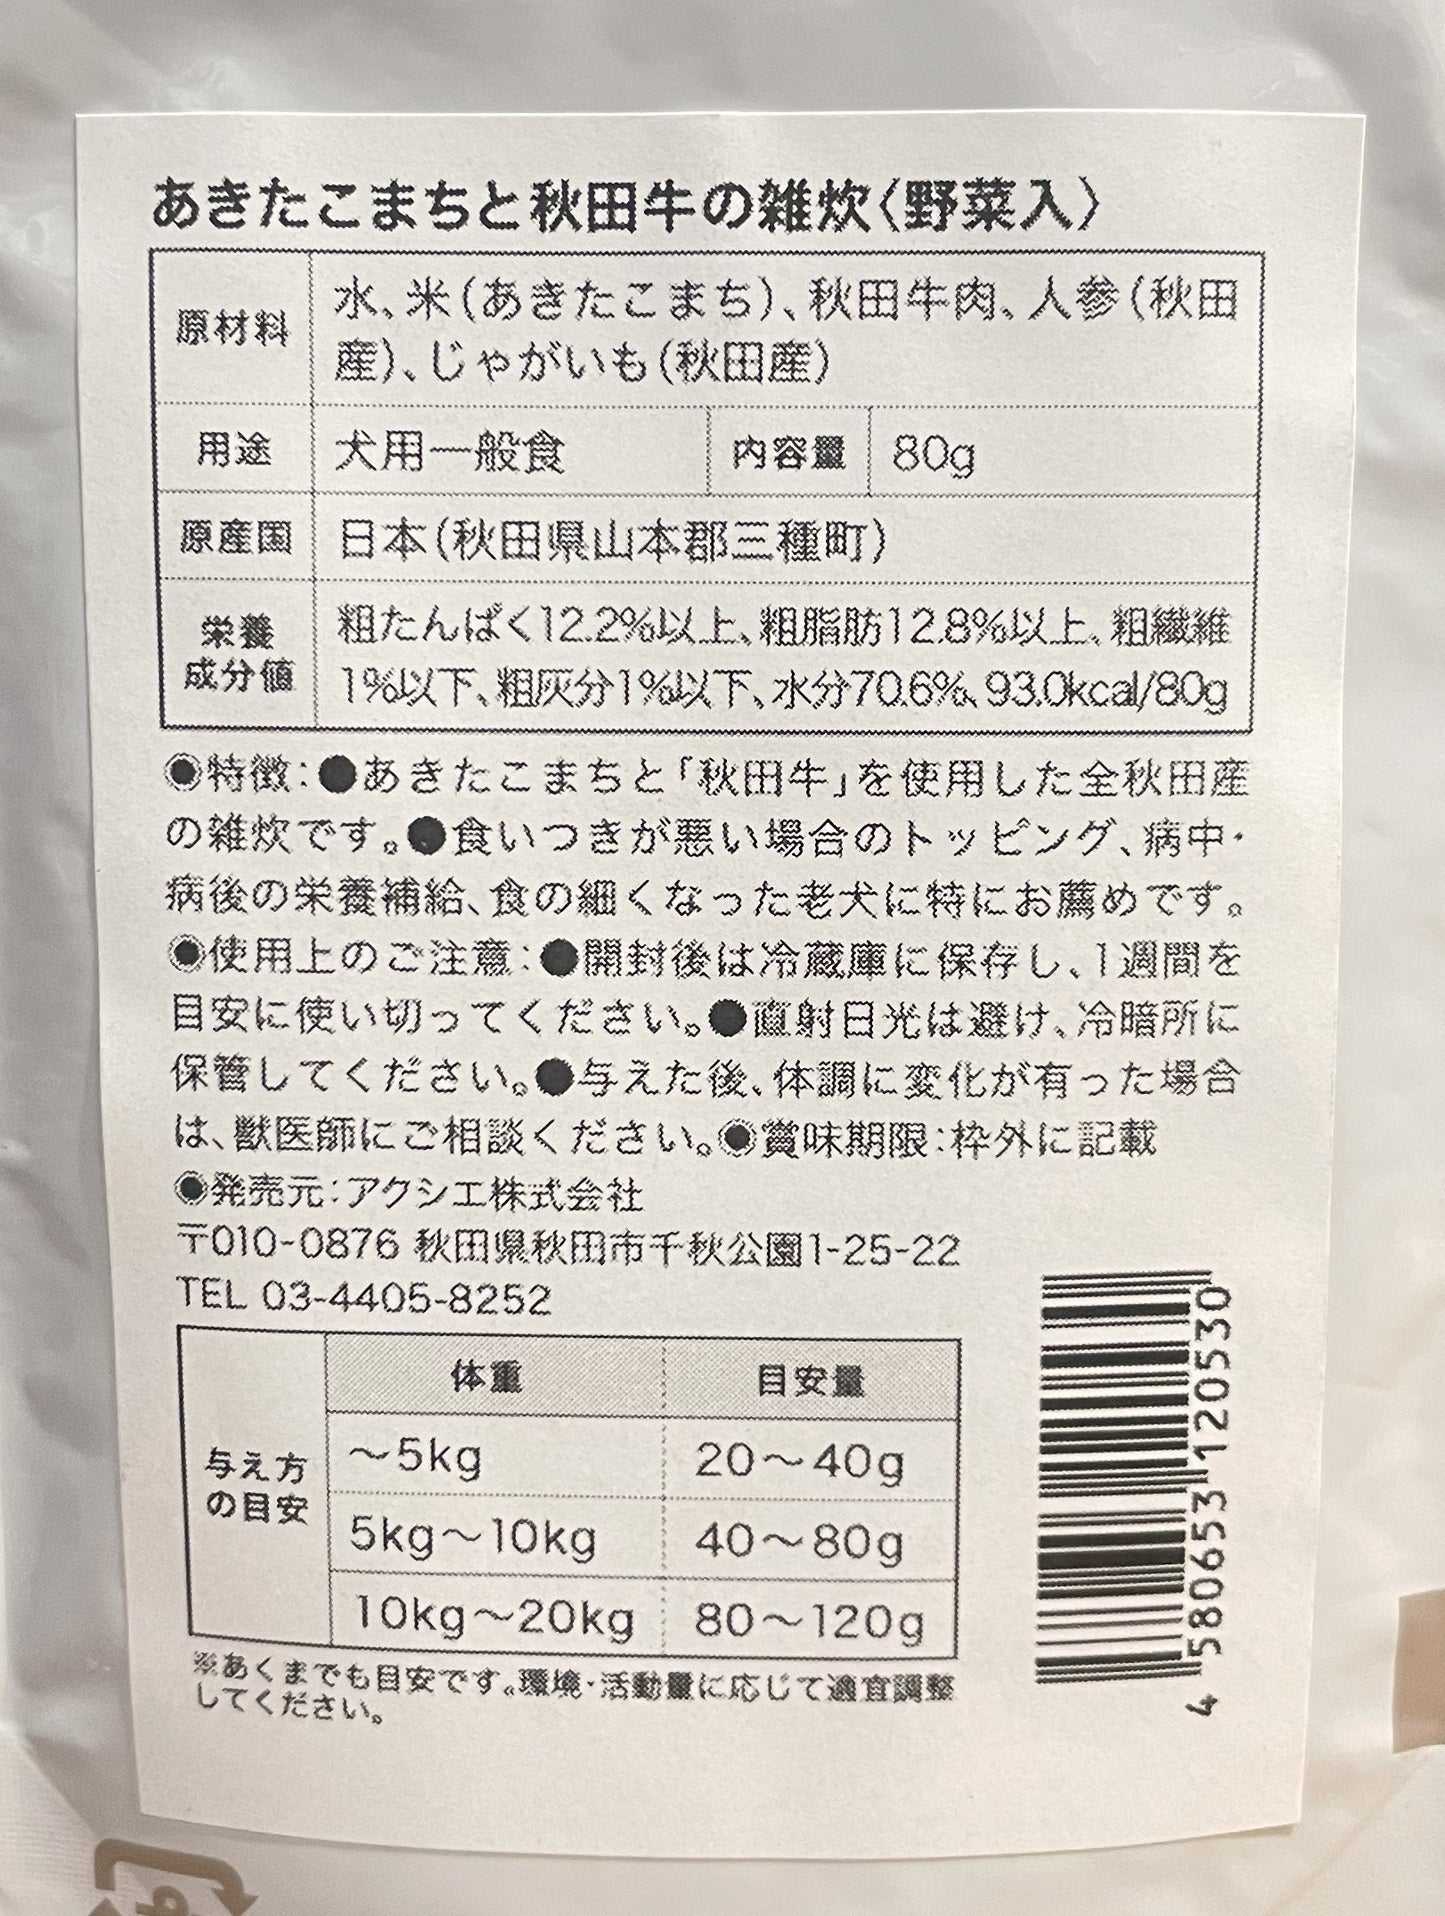 あきたこまちと秋田牛の雑炊〈野菜入〉
原材料 水、米(あきたこまち)、秋田牛肉、人参(秋田
産)、じゃがいも(秋田産)
用途 犬用一般食 内容量 80g
原産国 日本(秋田県山本郡三種町)
栄養 粗たんぱく12.2%以上、粗脂肪12.8%以上、粗繊維
成分値 1%以下、粗灰分1%以下、水分70.6%、93.0kcal/80g
◉特徴:●あきたこまちと「秋田牛」を使用した全秋田産
の雑炊です。●食いつきが悪い場合のトッピング、病中・
病後の栄養補給、食の細くなった老犬に特にお薦めです。
◉使用上のご注意:●開封後は冷蔵庫に保存し、1週間を
目安に使い切ってください。●直射日光は避け、冷暗所に
保管してください。●与えた後、体調に変化が有った場合
は、獣医師にご相談ください。◉賞味期限:枠外に記載
◉発売元:アクシエ株式会社
〒010-0876 秋田県秋田市千秋公園1-25-22
TEL 03-4405-8252
与え方
の目安
体重 目安量
～5kg 20～40g
5kg～10kg 40～80g
10kg～20kg 80～120g
※あくまでも目安です。環境・活動量に応じて適宜調整
してください。
4 580653 120530